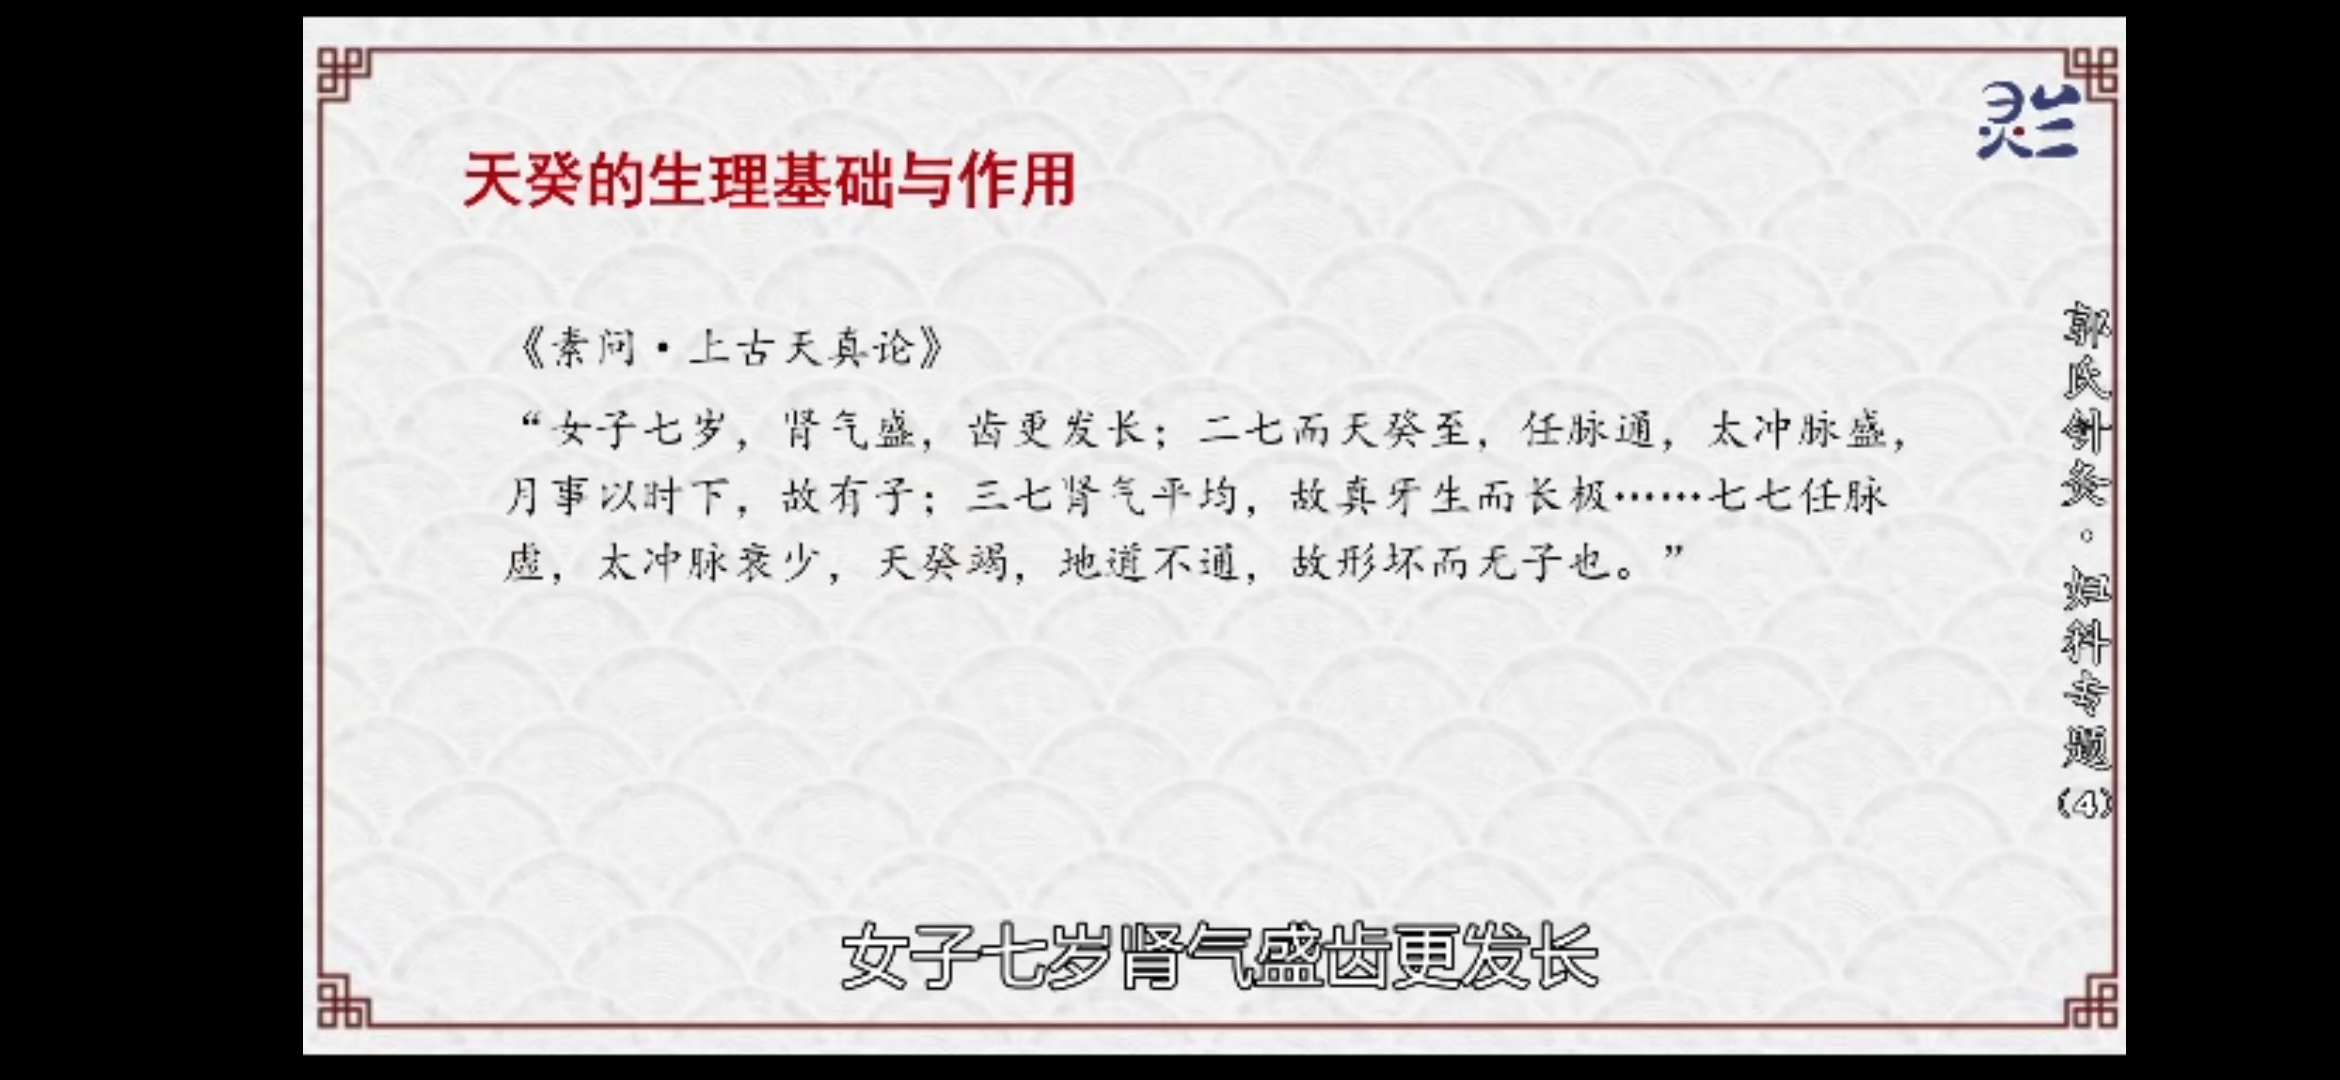 天癸的生理基础与作用
《素问·上古天真论》
“女子七岁，肾气盛，齿更发长；二七而天癸至，任脉通，太冲脉盛，
月事以时下，故有子；三七肾气平均，故真牙生而长极……七七任脉
虚，太冲脉衰少，天癸竭，地道不通，故形坏而无子也。”
郭氏针灸·妇科专题（4）
女子七岁肾气盛齿更发长